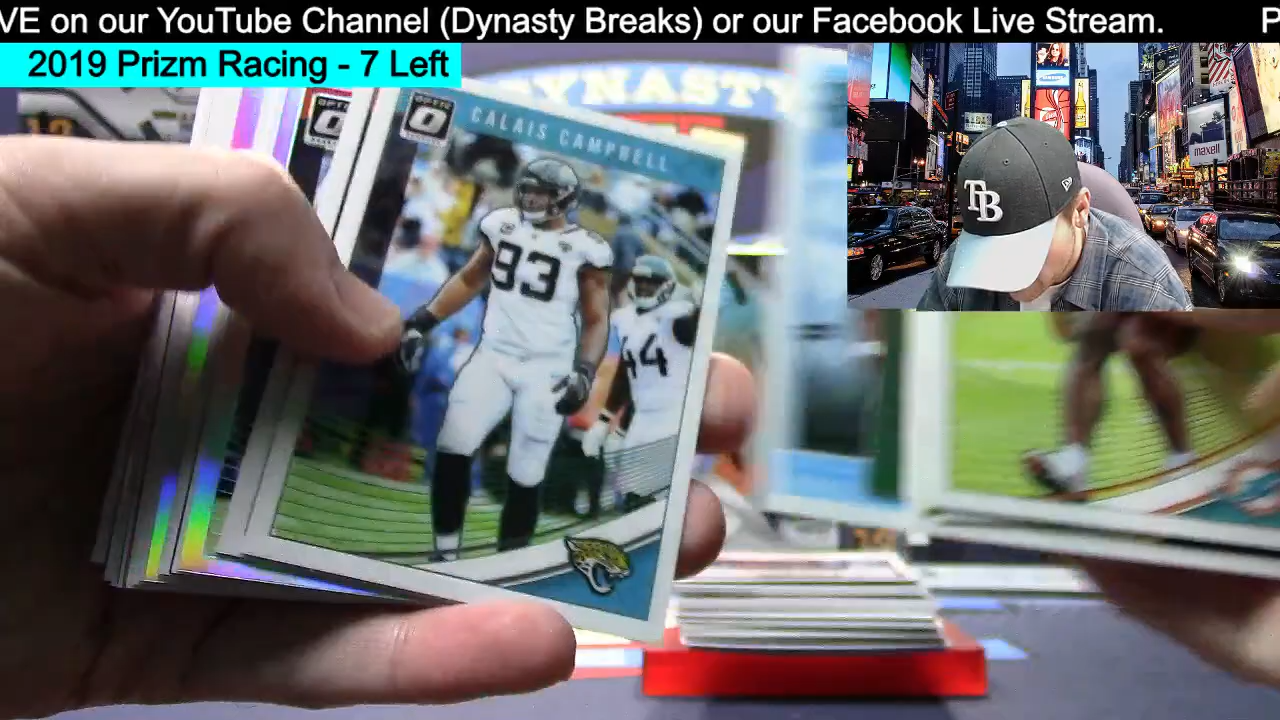 VE on our YouTube Channel (Dynasty Breaks) or our Facebook Live Stream.
P
2019 Prizm Racing - 7 Left
DYNASTY
OPTIC
CALAIS CAMPBELL
93
44
TB
maxell
12